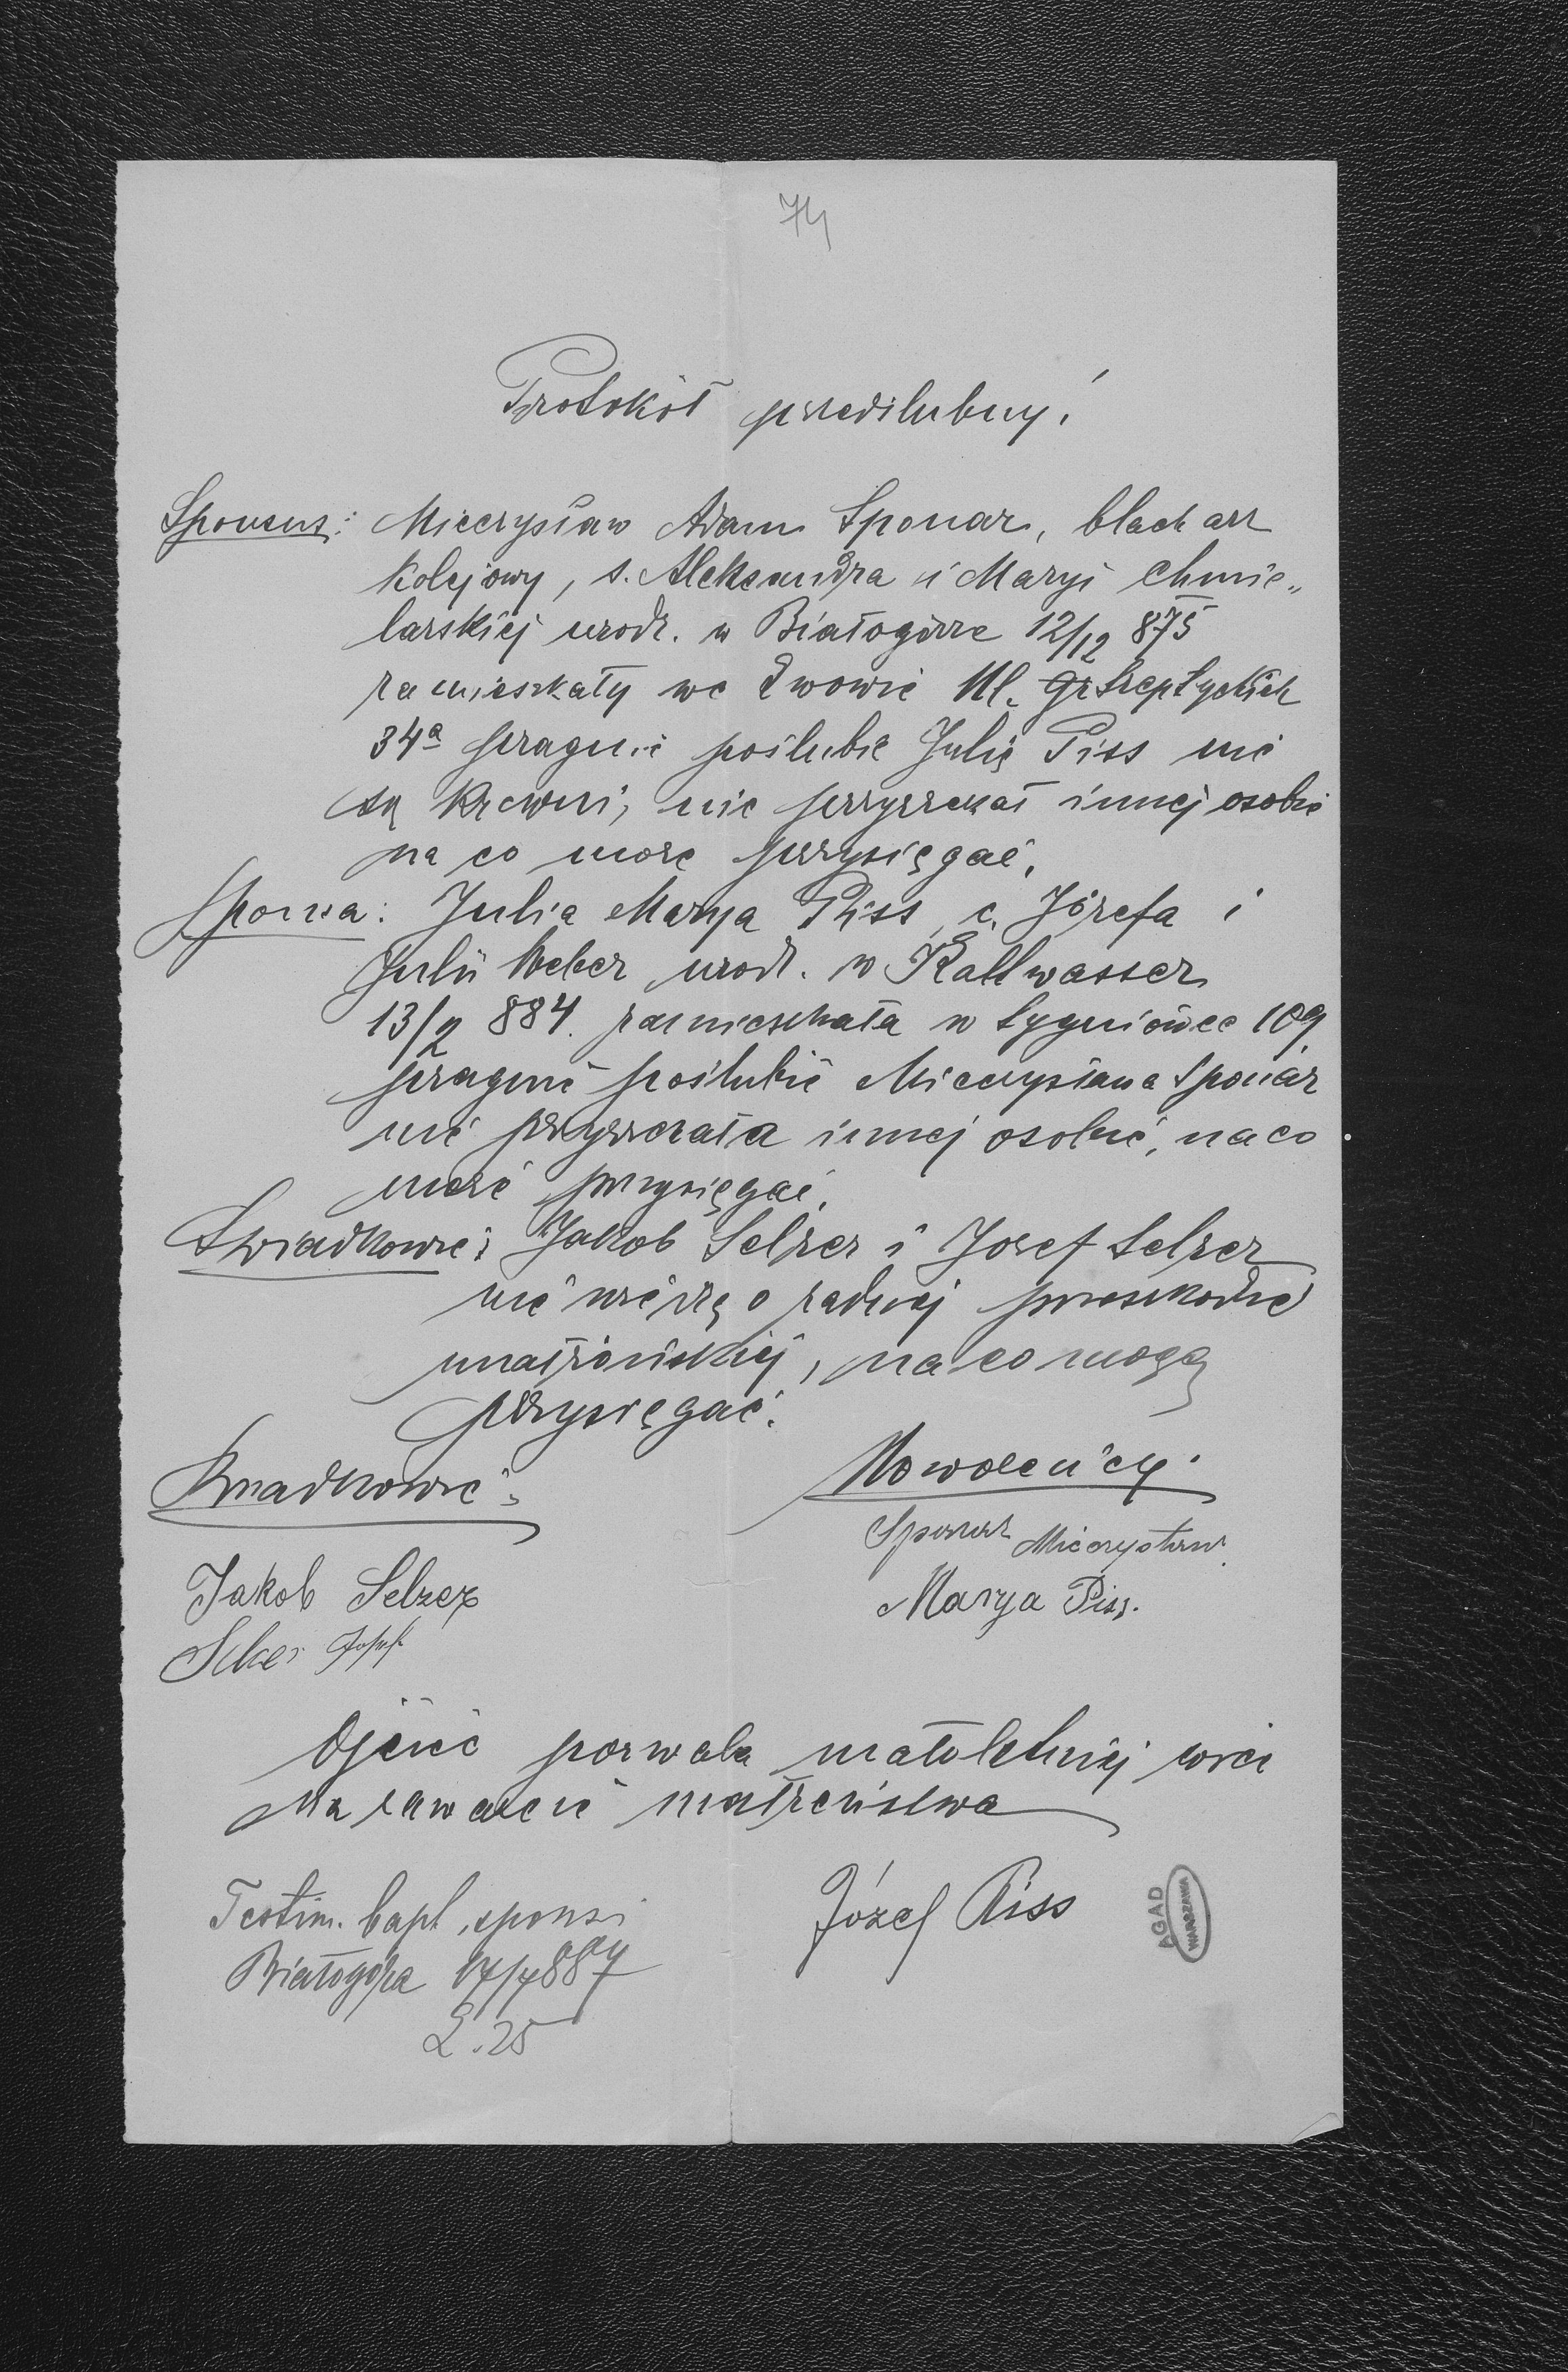 74
Protokół przedślubny.
Sponsus: Mieczysław Adam Sponar, blacharz
kolejowy, s. Aleksandra i Maryi Chmie„
larskiej urodz. w Białogórze 12/12 875
zamieszkały we Lwowie Ul. Gr Szeptyckich
34a pragnie poślubić Julię Piss nie
są krewni, nie przyrzekał innej osobie
na co może przysięgać.
Sponsa: Julia Marya Piss, c. Józefa i
Julii Weber urodz. w Kaltwasser
13/2 884. zamieszkała w Sygniówce 109
pragnie poślubić Mieczysława Sponar
nie przyrzekała innej osobie, na co
może przysięgać.
Świadkowie: Jakob Selzer i Josef Selzer
nie wiedzą o żadnej przeszkodzie
małżeńskiej, na co mogą
przysięgać.
Świadkowie: Nowożeńcy.
Sponar Mieczysław
Jakob Selzer Marya Piss.
Selzer Josef
Ojciec pozwala małoletniej córce
na zawarcie małżeństwa
Testim. bapt. sponsi Józef Piss
Białogóra 17/7887
L. 25
AGAD
WARSZAWA